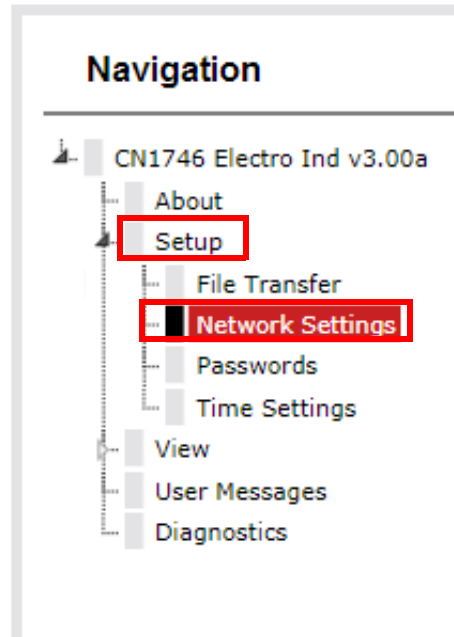 Navigation
CN1746 Electro Ind v3.00a
About
Setup
File Transfer
Network Settings
Passwords
Time Settings
View
User Messages
Diagnostics